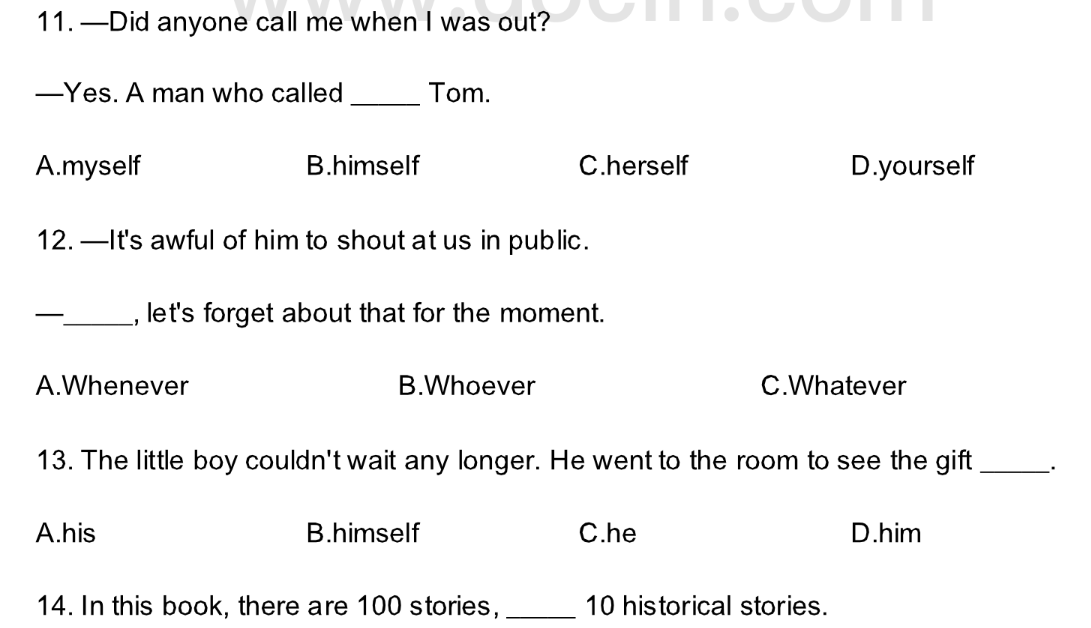 11. —Did anyone call me when I was out?
—Yes. A man who called _____ Tom.
A.myself B.himself C.herself D.yourself
12. —It's awful of him to shout at us in public.
—_____, let's forget about that for the moment.
A.Whenever B.Whoever C.Whatever
13. The little boy couldn't wait any longer. He went to the room to see the gift _____.
A.his B.himself C.he D.him
14. In this book, there are 100 stories, _____ 10 historical stories.